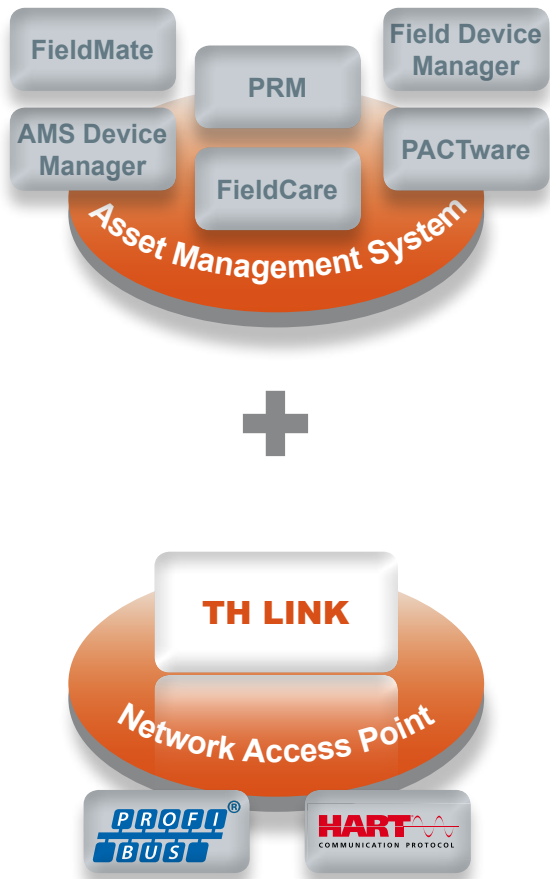 FieldMate
PRM
Field Device
Manager
AMS Device
Manager
FieldCare
PACTware
Asset Management System
TH LINK
Network Access Point
PROFI®
BUS
HART
COMMUNICATION PROTOCOL